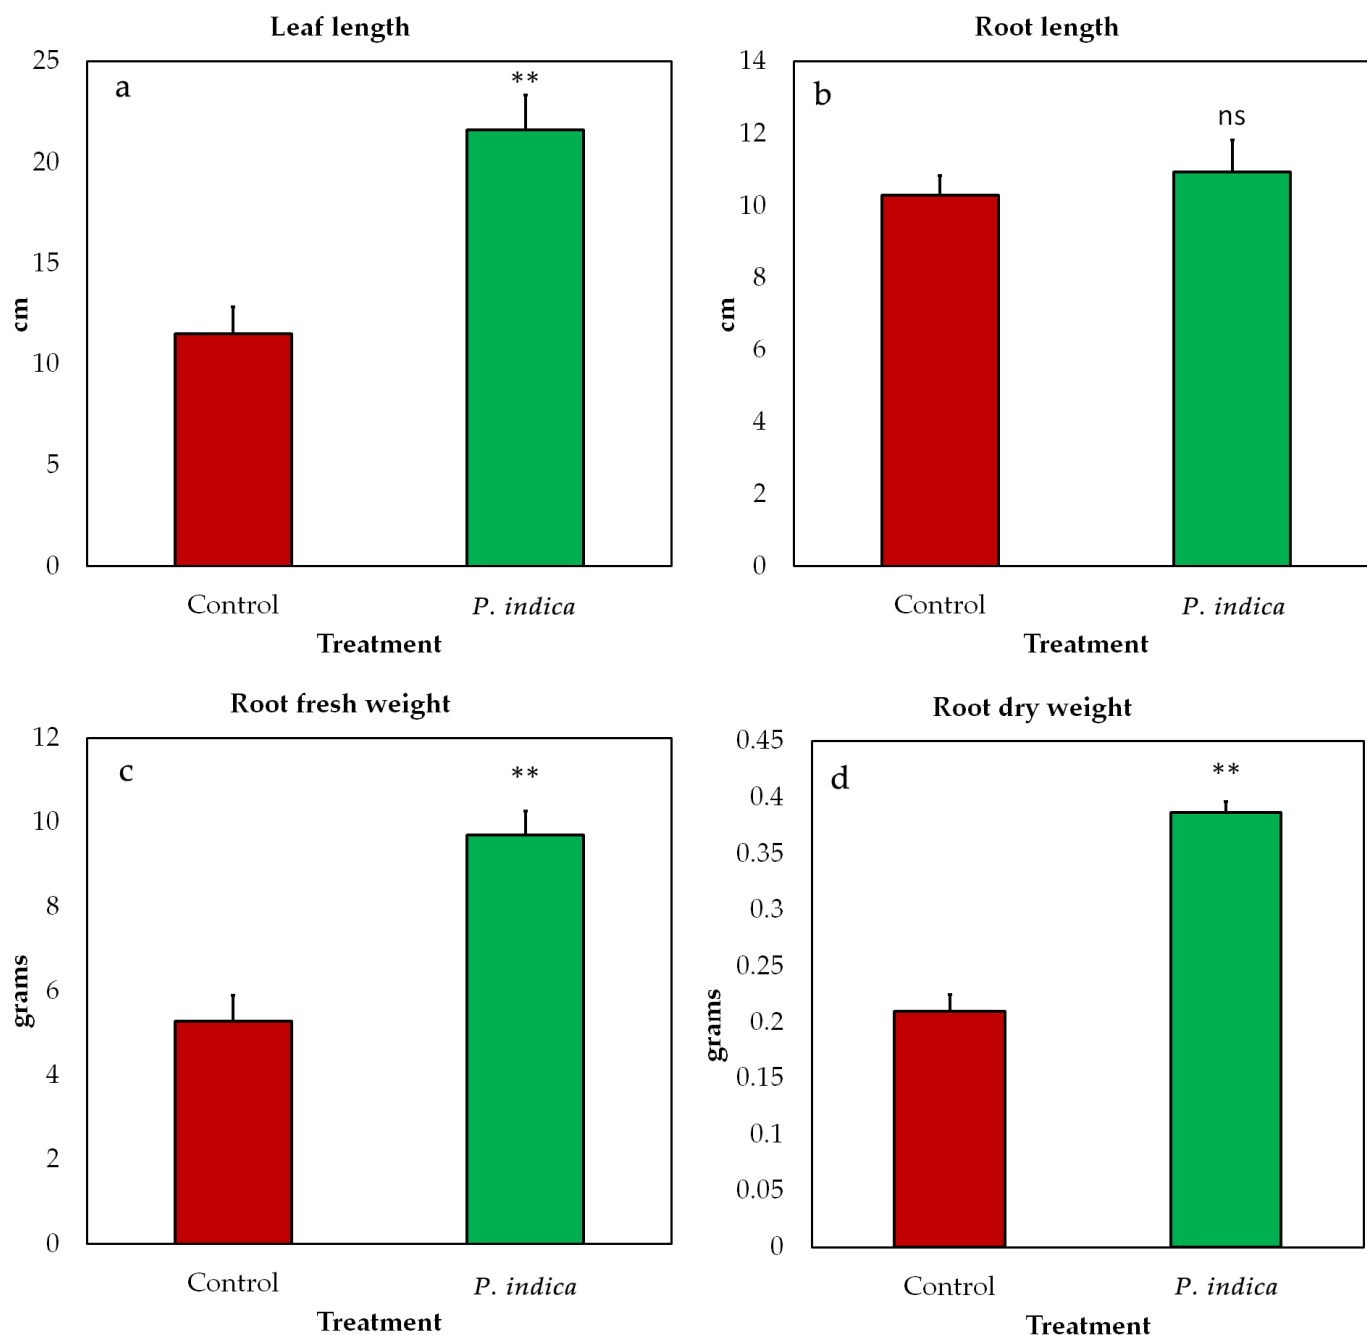 Leaf length
a
**
25
20
15
10
5
0
cm
Control
P. indica
Treatment
Root length
b
ns
14
12
10
8
6
4
2
0
cm
Control
P. indica
Treatment
Root fresh weight
c
**
12
10
8
6
4
2
0
grams
Control
P. indica
Treatment
Root dry weight
d
**
0.45
0.4
0.35
0.3
0.25
0.2
0.15
0.1
0.05
0
grams
Control
P. indica
Treatment